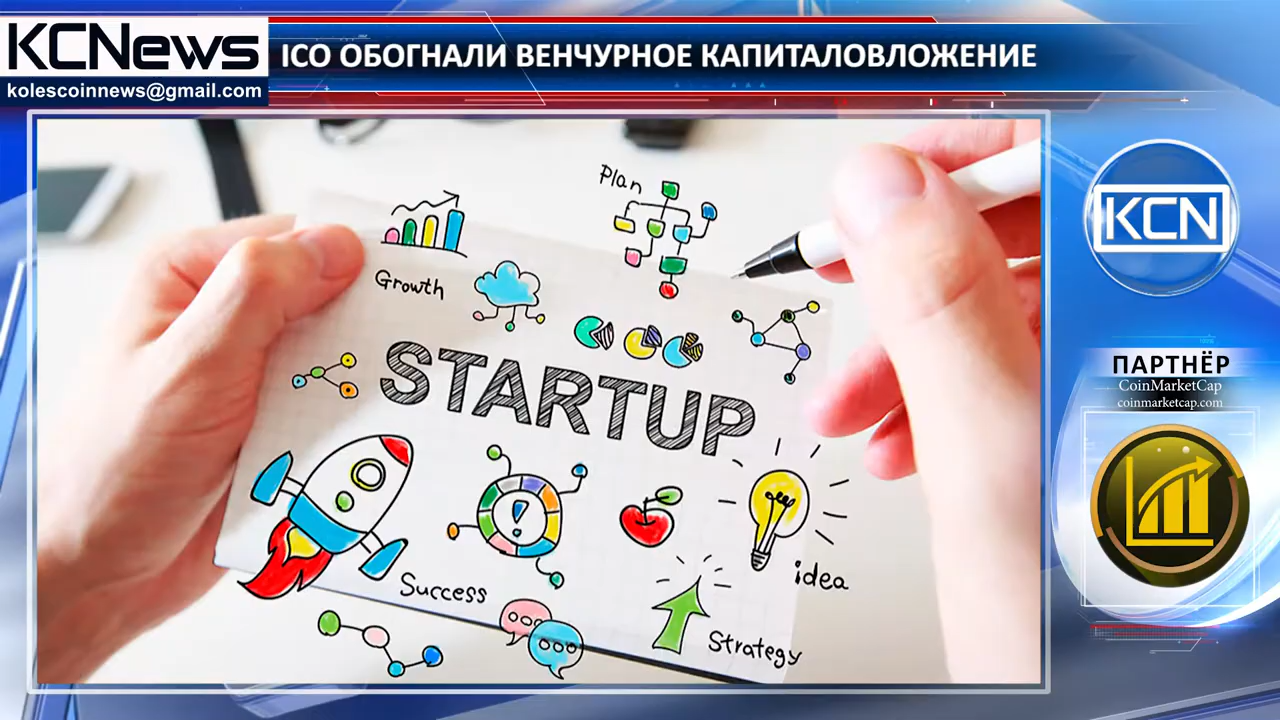 KCNews
kolescoinnews@gmail.com
ICO ОБОГНАЛИ ВЕНЧУРНОЕ КАПИТАЛОВЛОЖЕНИЕ
Plan
Growth
STARTUP
Success
idea
Strategy
KCN
ПАРТНЁР
CoinMarketCap
coinmarketcap.com